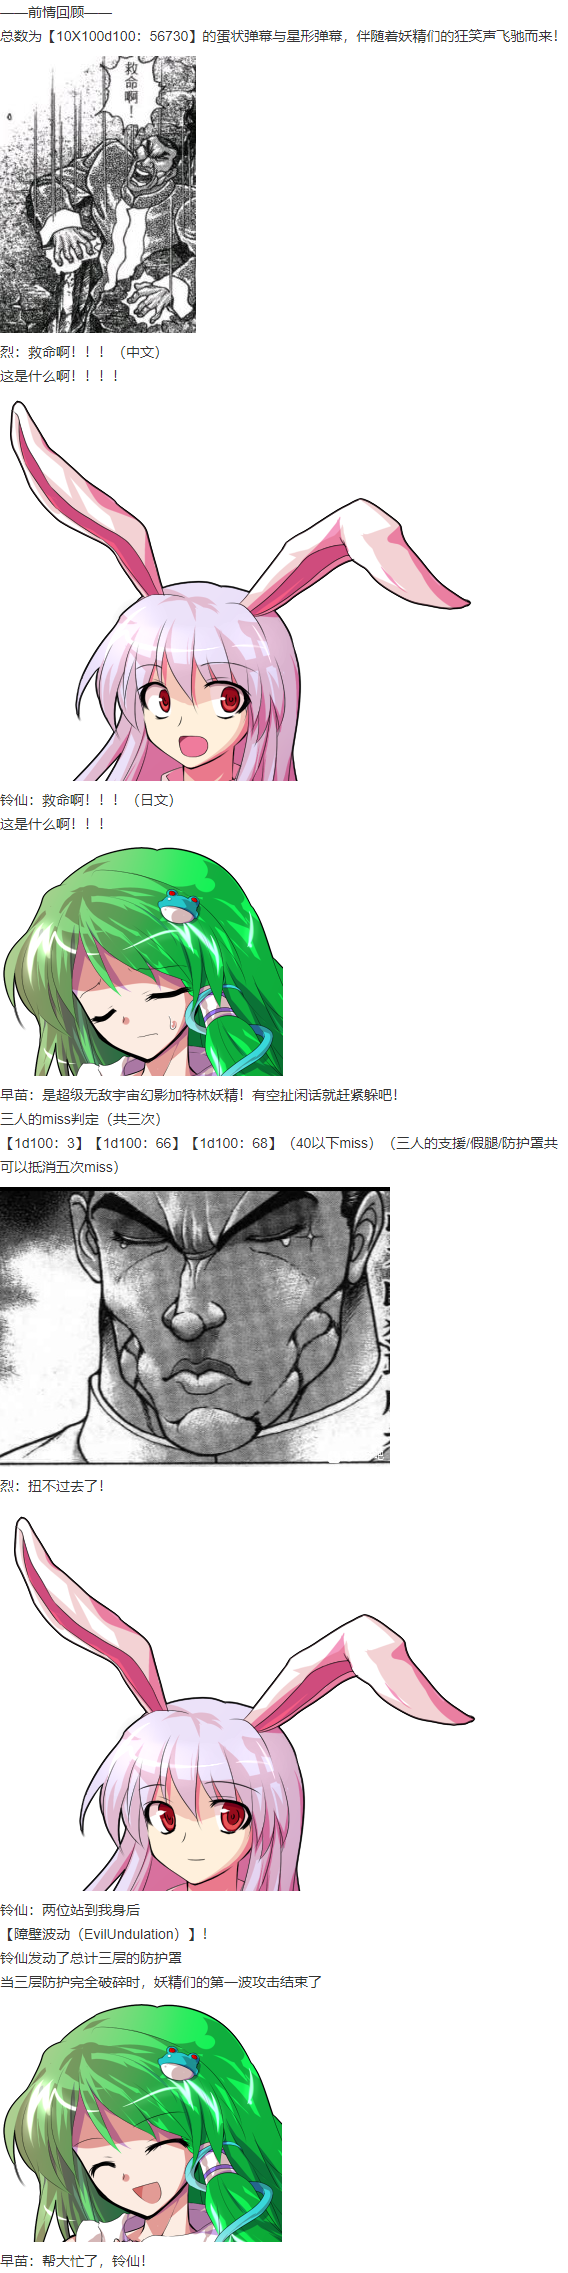 ——前情回顾——
总数为【10X100d100：56730】的蛋状弹幕与星形弹幕，伴随着妖精们的狂笑声飞驰而来！
救命啊！
烈：救命啊！！！（中文）
这是什么啊！！！！
铃仙：救命啊！！！（日文）
这是什么啊！！！
早苗：是超级无敌宇宙幻影加特林妖精！有空扯闲话就赶紧躲吧！
三人的miss判定（共三次）
【1d100：3】【1d100：66】【1d100：68】（40以下miss）（三人的支援/假腿/防护罩共
可以抵消五次miss）
烈：扭不过去了！
铃仙：两位站到我身后
【障壁波动（EvilUndulation）】！
铃仙发动了总计三层的防护罩
当三层防护完全破碎时，妖精们的第一波攻击结束了
早苗：帮大忙了，铃仙！